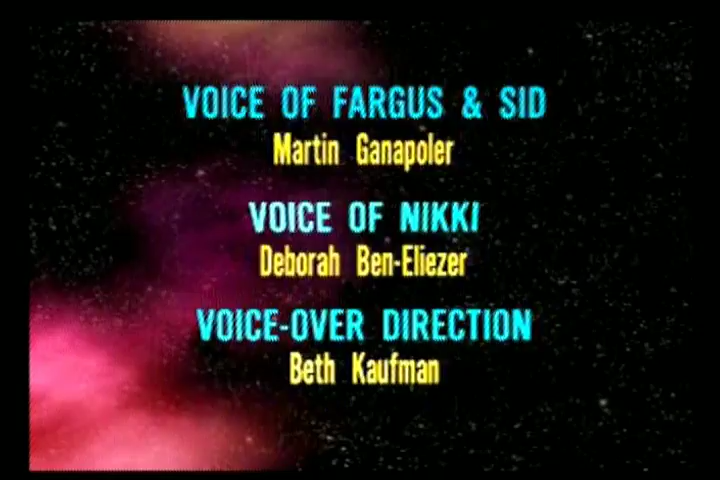 VOICE OF FARGUS & SID
Martin Ganapoler
VOICE OF NIKKI
Deborah Ben-Eliezer
VOICE-OVER DIRECTION
Beth Kaufman